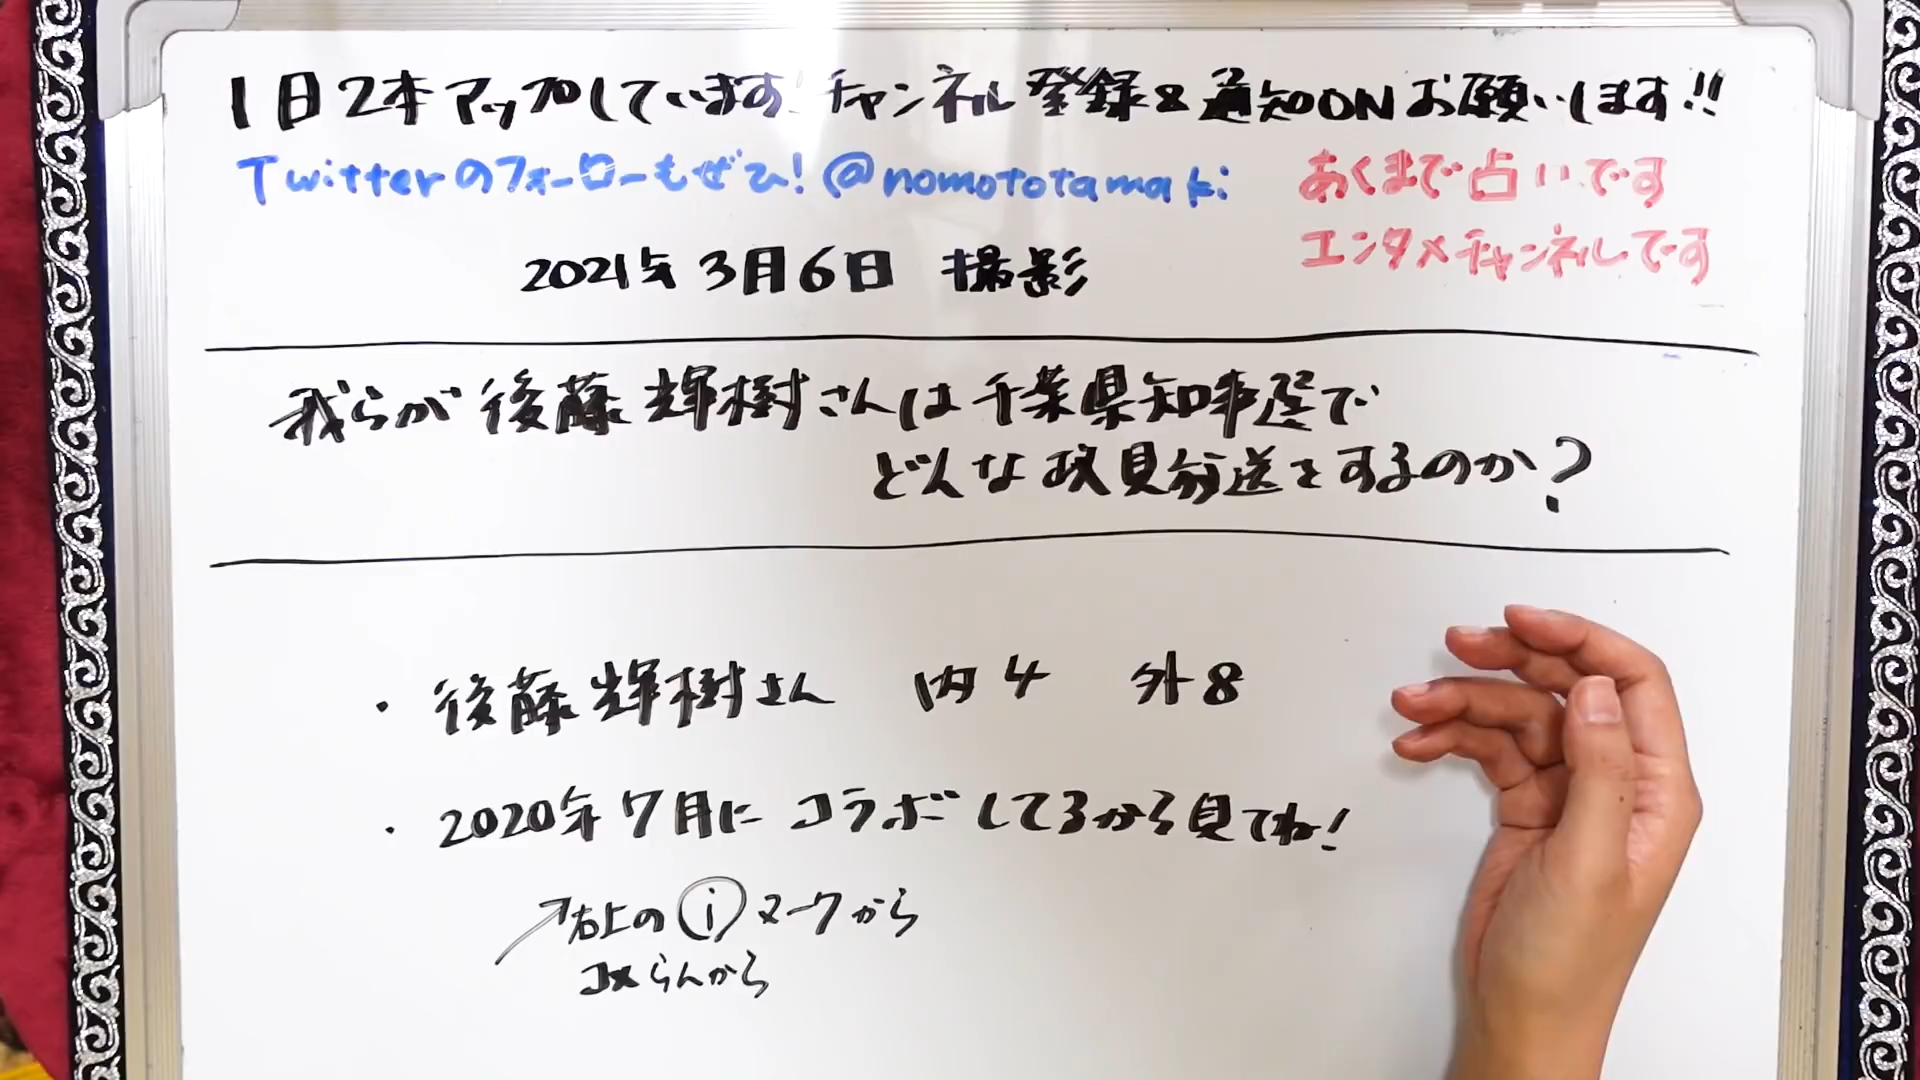 1日2本アップしています！チャンネル登録&通知ONお願いします!!
Twitterのフォローもぜひ！@nomototamaki
あくまで占いです
エンタメチャンネルです
2021年3月6日 撮影
我らが後藤輝樹さんは千葉県知事選で
どんな政見放送をするのか？
・後藤輝樹さん 内4 外8
・2020年7月にコラボしてるから見てね！
↗右上のⓘマークから
コメらんから